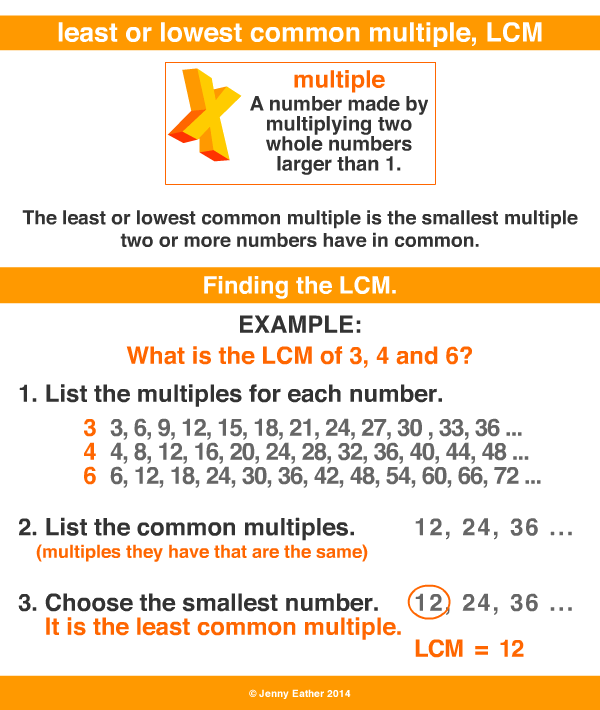 least or lowest common multiple, LCM
multiple
A number made by
multiplying two
whole numbers
larger than 1.
The least or lowest common multiple is the smallest multiple
two or more numbers have in common.
Finding the LCM.
EXAMPLE:
What is the LCM of 3, 4 and 6?
1. List the multiples for each number.
3 3, 6, 9, 12, 15, 18, 21, 24, 27, 30 , 33, 36 ...
4 4, 8, 12, 16, 20, 24, 28, 32, 36, 40, 44, 48 ...
6 6, 12, 18, 24, 30, 36, 42, 48, 54, 60, 66, 72 ...
2. List the common multiples. 12, 24, 36 ...
(multiples they have that are the same)
3. Choose the smallest number. 12, 24, 36 ...
It is the least common multiple.
LCM = 12
© Jenny Eather 2014